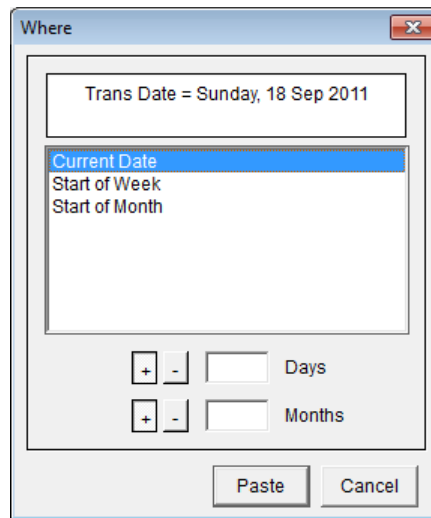 Where
Trans Date = Sunday, 18 Sep 2011
Current Date
Start of Week
Start of Month
+ - Days
+ - Months
Paste Cancel